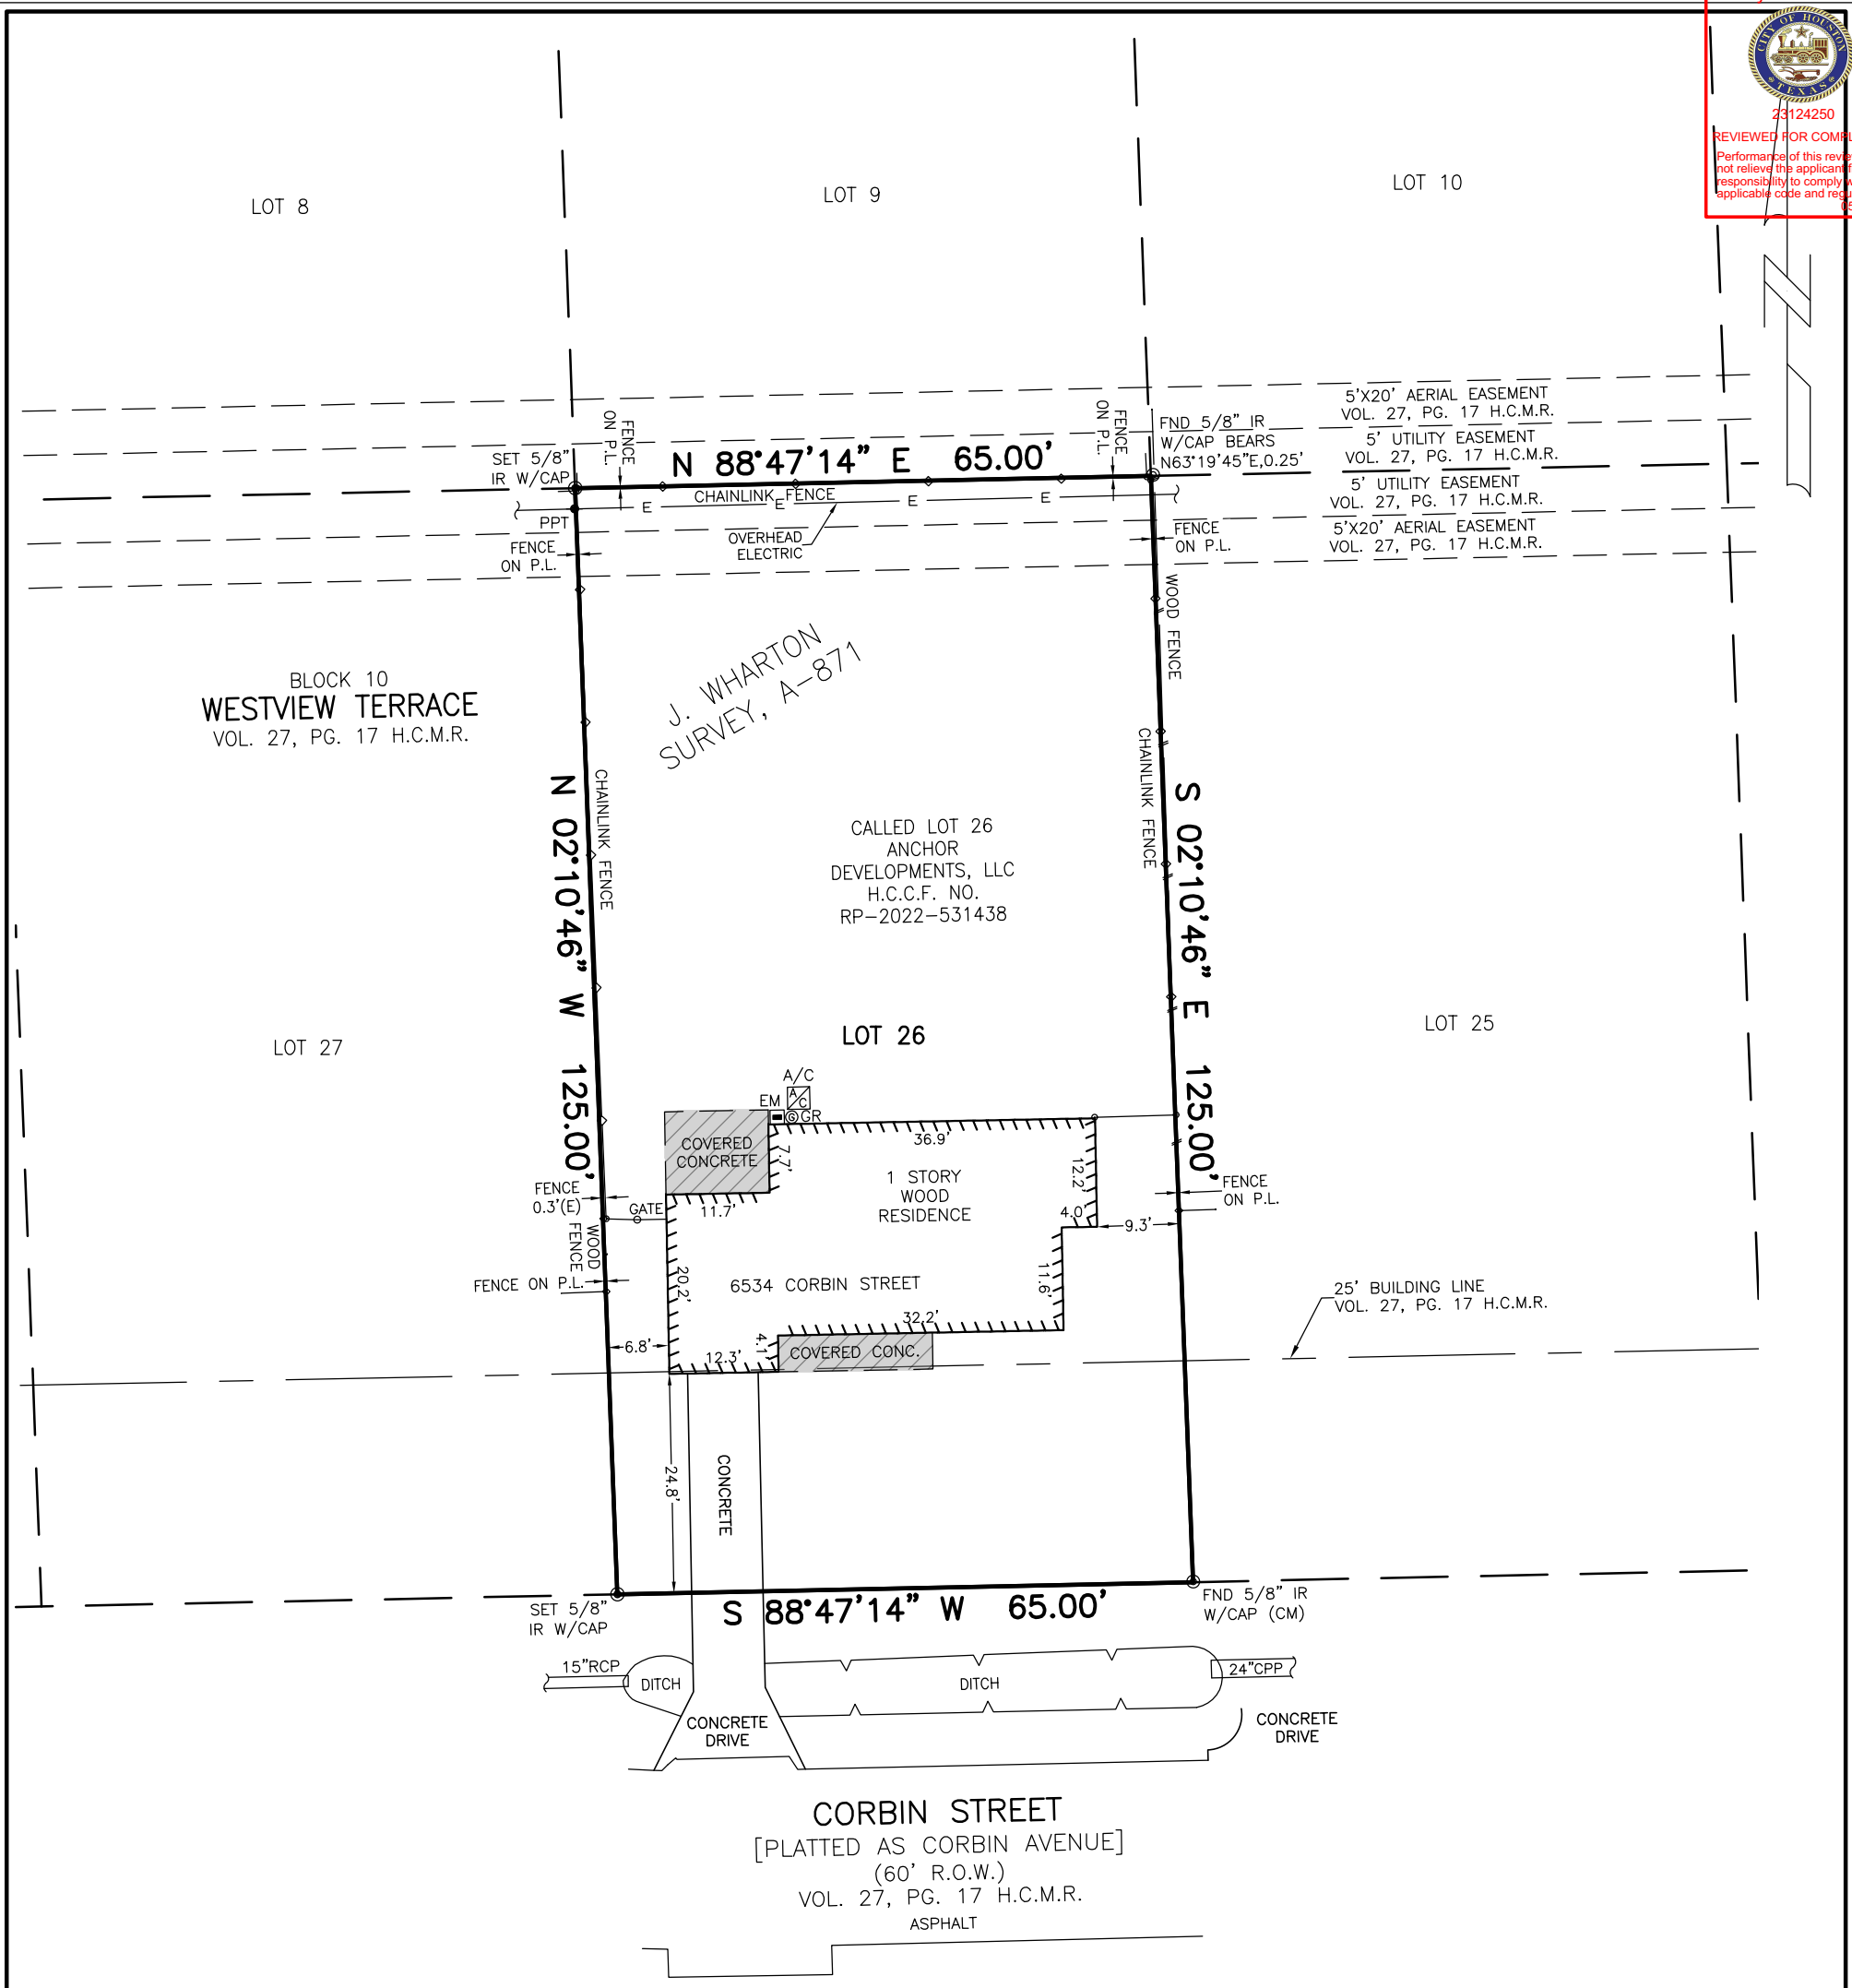 CITY OF HOUSTON
TEXAS
23124250
REVIEWED FOR COMPL
Performance of this revie
not relieve the applicant f
responsibility to comply w
applicable code and regu
05
LOT 8
LOT 9
LOT 10
5'X20' AERIAL EASEMENT
VOL. 27, PG. 17 H.C.M.R.
5' UTILITY EASEMENT
VOL. 27, PG. 17 H.C.M.R.
5' UTILITY EASEMENT
VOL. 27, PG. 17 H.C.M.R.
5'X20' AERIAL EASEMENT
VOL. 27, PG. 17 H.C.M.R.
FENCE
ON P.L.
FENCE
ON P.L.
FND 5/8" IR
W/CAP BEARS
N63°19'45"E,0.25'
SET 5/8"
IR W/CAP
N 88°47'14" E 65.00'
CHAINLINK FENCE
E E E E
PPT
OVERHEAD
ELECTRIC
FENCE
ON P.L.
FENCE
ON P.L.
WOOD FENCE
J. WHARTON
SURVEY, A-871
BLOCK 10
WESTVIEW TERRACE
VOL. 27, PG. 17 H.C.M.R.
CHAINLINK FENCE
N 02°10'46" W 125.00'
CHAINLINK FENCE
S 02°10'46" E 125.00'
CALLED LOT 26
ANCHOR
DEVELOPMENTS, LLC
H.C.C.F. NO.
RP-2022-531438
LOT 27
LOT 26
LOT 25
A/C
A/C
EM
G
GR
COVERED
CONCRETE
36.9'
7.7'
12.2'
1 STORY
WOOD
RESIDENCE
FENCE
0.3'(E)
GATE
11.7'
4.0'
9.3'
FENCE
ON P.L.
WOOD
FENCE
FENCE ON P.L.
20.2'
6534 CORBIN STREET
11.6'
25' BUILDING LINE
VOL. 27, PG. 17 H.C.M.R.
32.2'
6.8'
12.3'
4.1'
COVERED CONC.
24.8'
CONCRETE
SET 5/8"
IR W/CAP
S 88°47'14" W 65.00'
FND 5/8" IR
W/CAP (CM)
15"RCP
DITCH
DITCH
24"CPP
CONCRETE
DRIVE
CONCRETE
DRIVE
CORBIN STREET
[PLATTED AS CORBIN AVENUE]
(60' R.O.W.)
VOL. 27, PG. 17 H.C.M.R.
ASPHALT